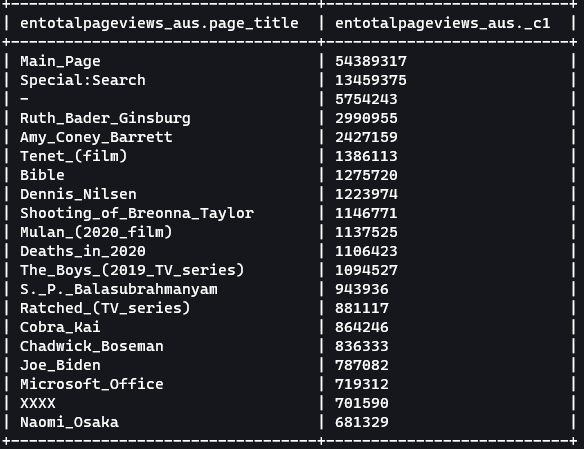 entotalpageviews_aus.page_title | entotalpageviews_aus._c1
Main_Page | 54389317
Special:Search | 13459375
- | 5754243
Ruth_Bader_Ginsburg | 2990955
Amy_Coney_Barrett | 2427159
Tenet_(film) | 1386113
Bible | 1275720
Dennis_Nilsen | 1223974
Shooting_of_Breonna_Taylor | 1146771
Mulan_(2020_film) | 1137525
Deaths_in_2020 | 1106423
The_Boys_(2019_TV_series) | 1094527
S._P._Balasubrahmanyam | 943936
Ratched_(TV_series) | 881117
Cobra_Kai | 864246
Chadwick_Boseman | 836333
Joe_Biden | 787082
Microsoft_Office | 719312
XXXX | 701590
Naomi_Osaka | 681329